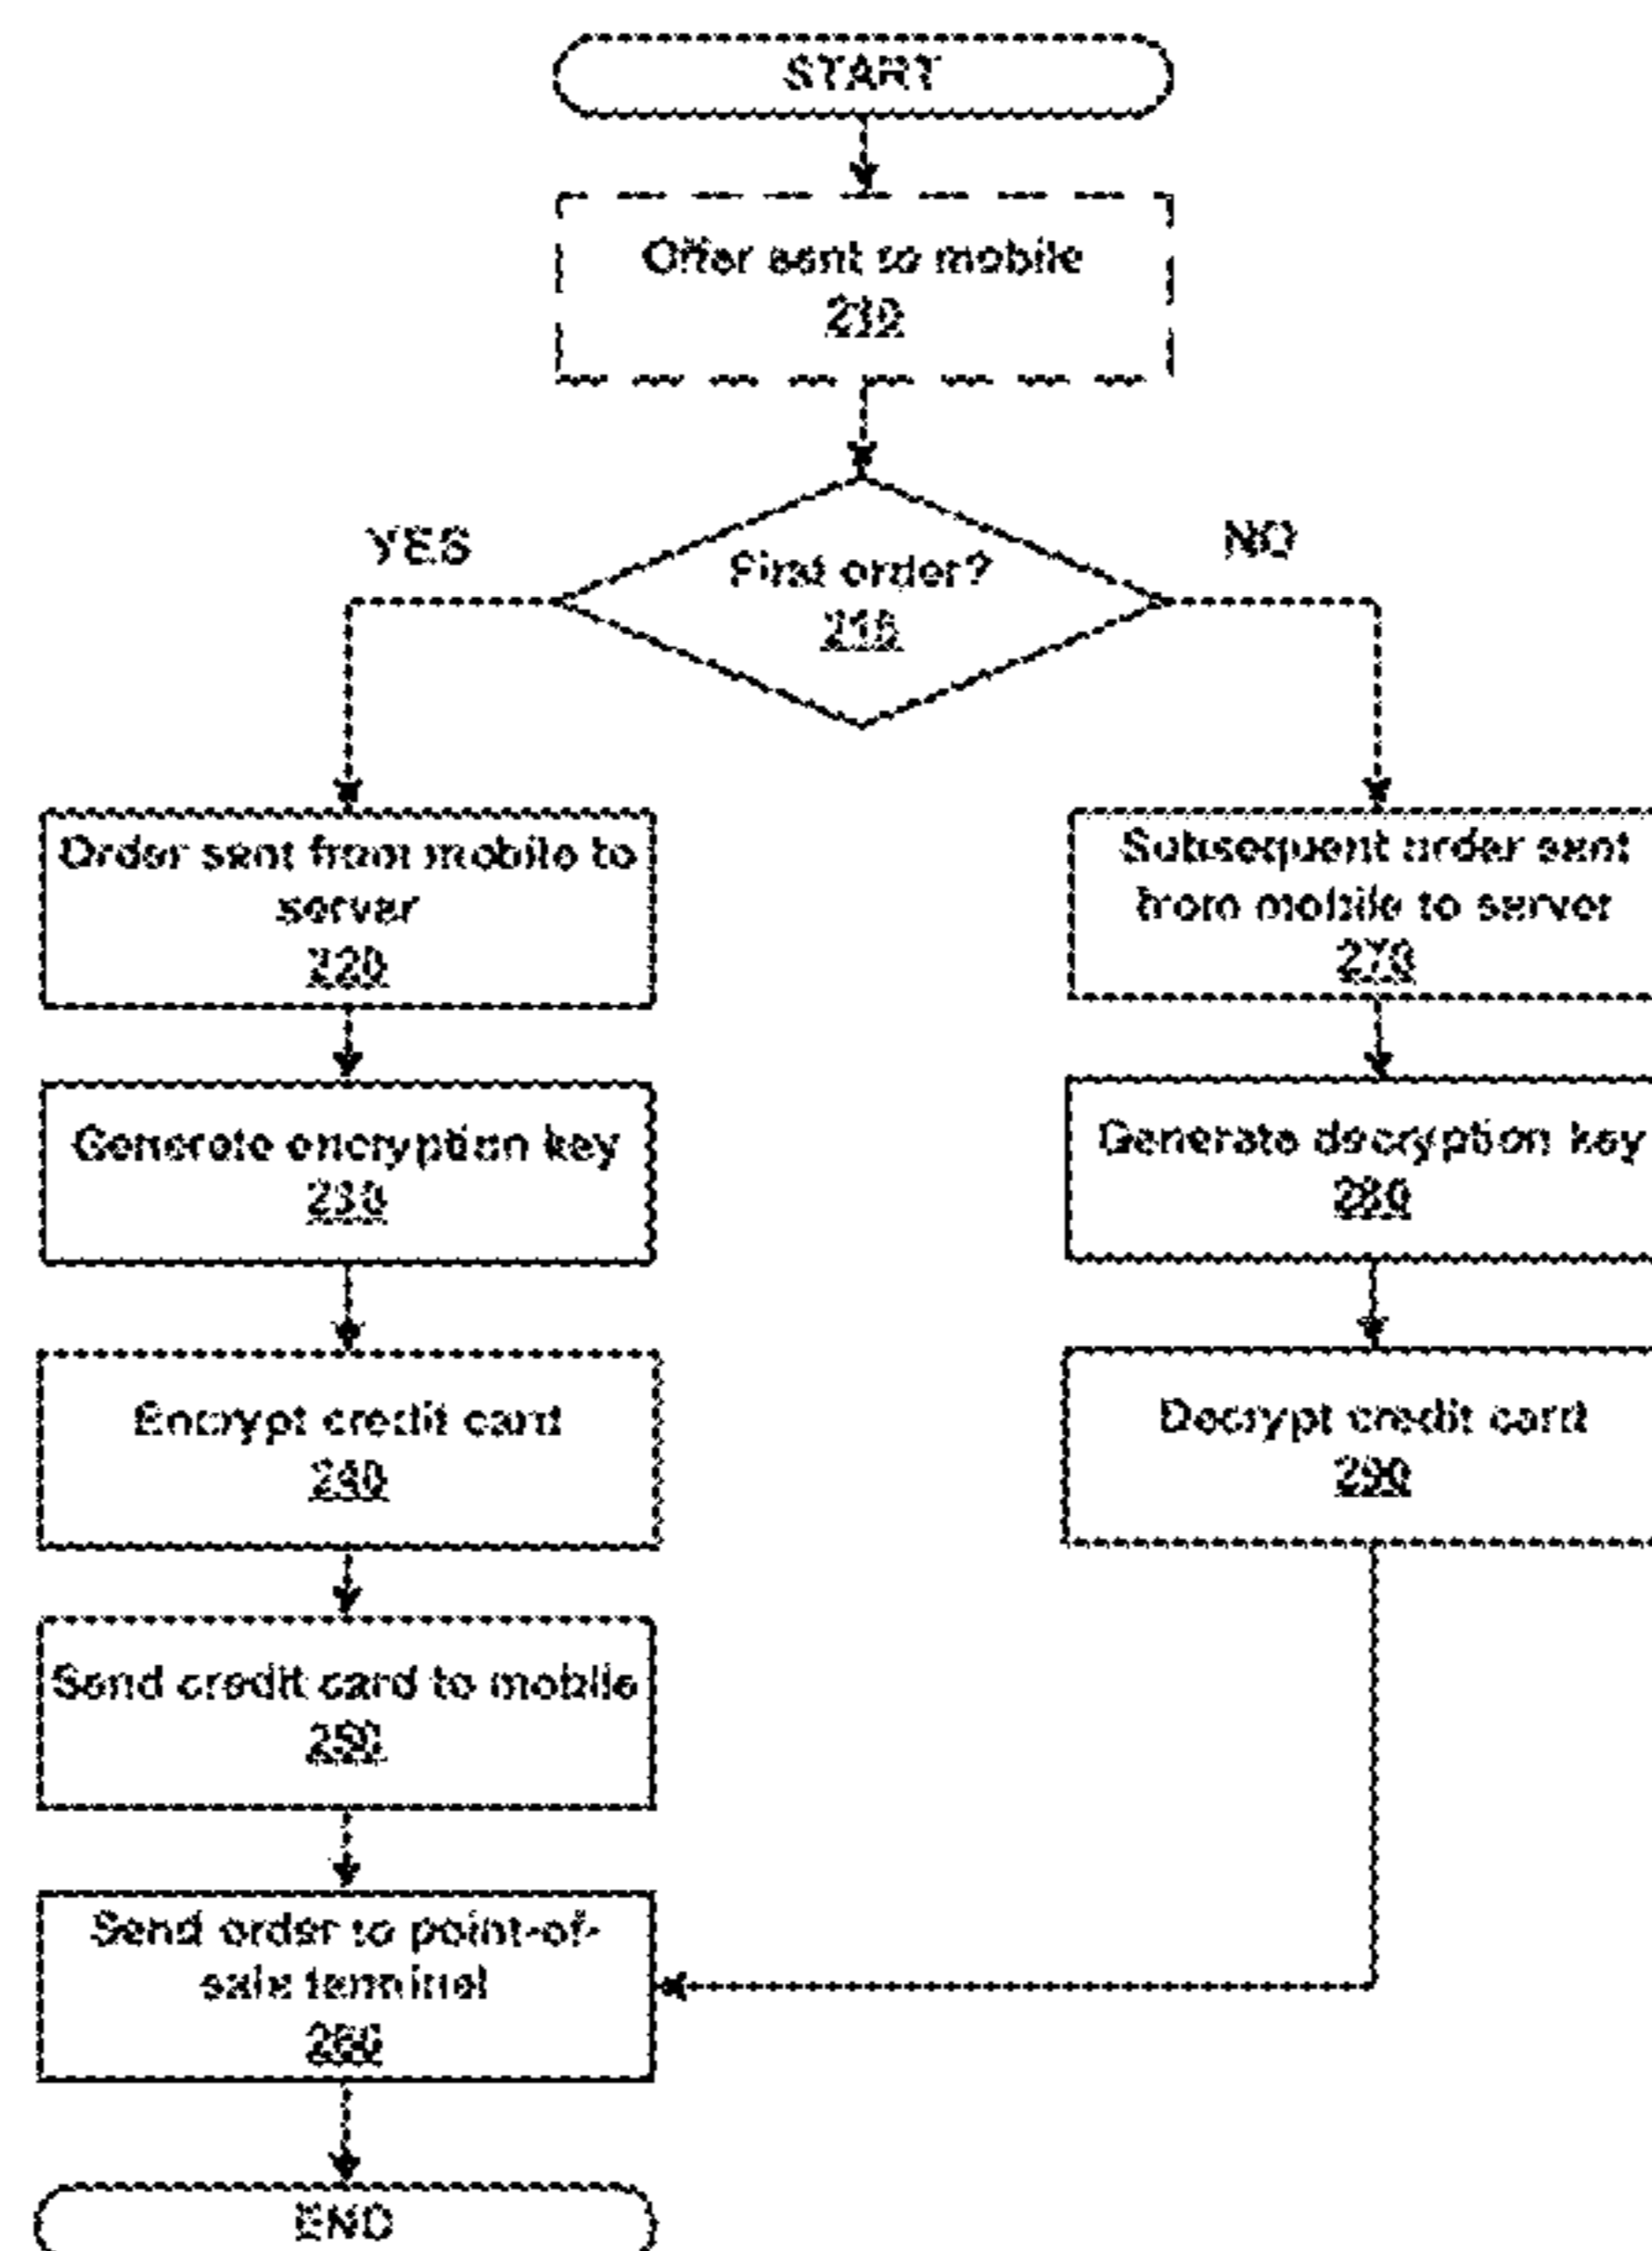 START
Offer sent to mobile
210
First order?
215
YES
NO
Order sent from mobile to
server
220
Generate encryption key
230
Encrypt credit card
240
Send credit card to mobile
250
Send order to point-of-
sale terminal
260
END
Subsequent order sent
from mobile to server
270
Generate decryption key
280
Decrypt credit card
290